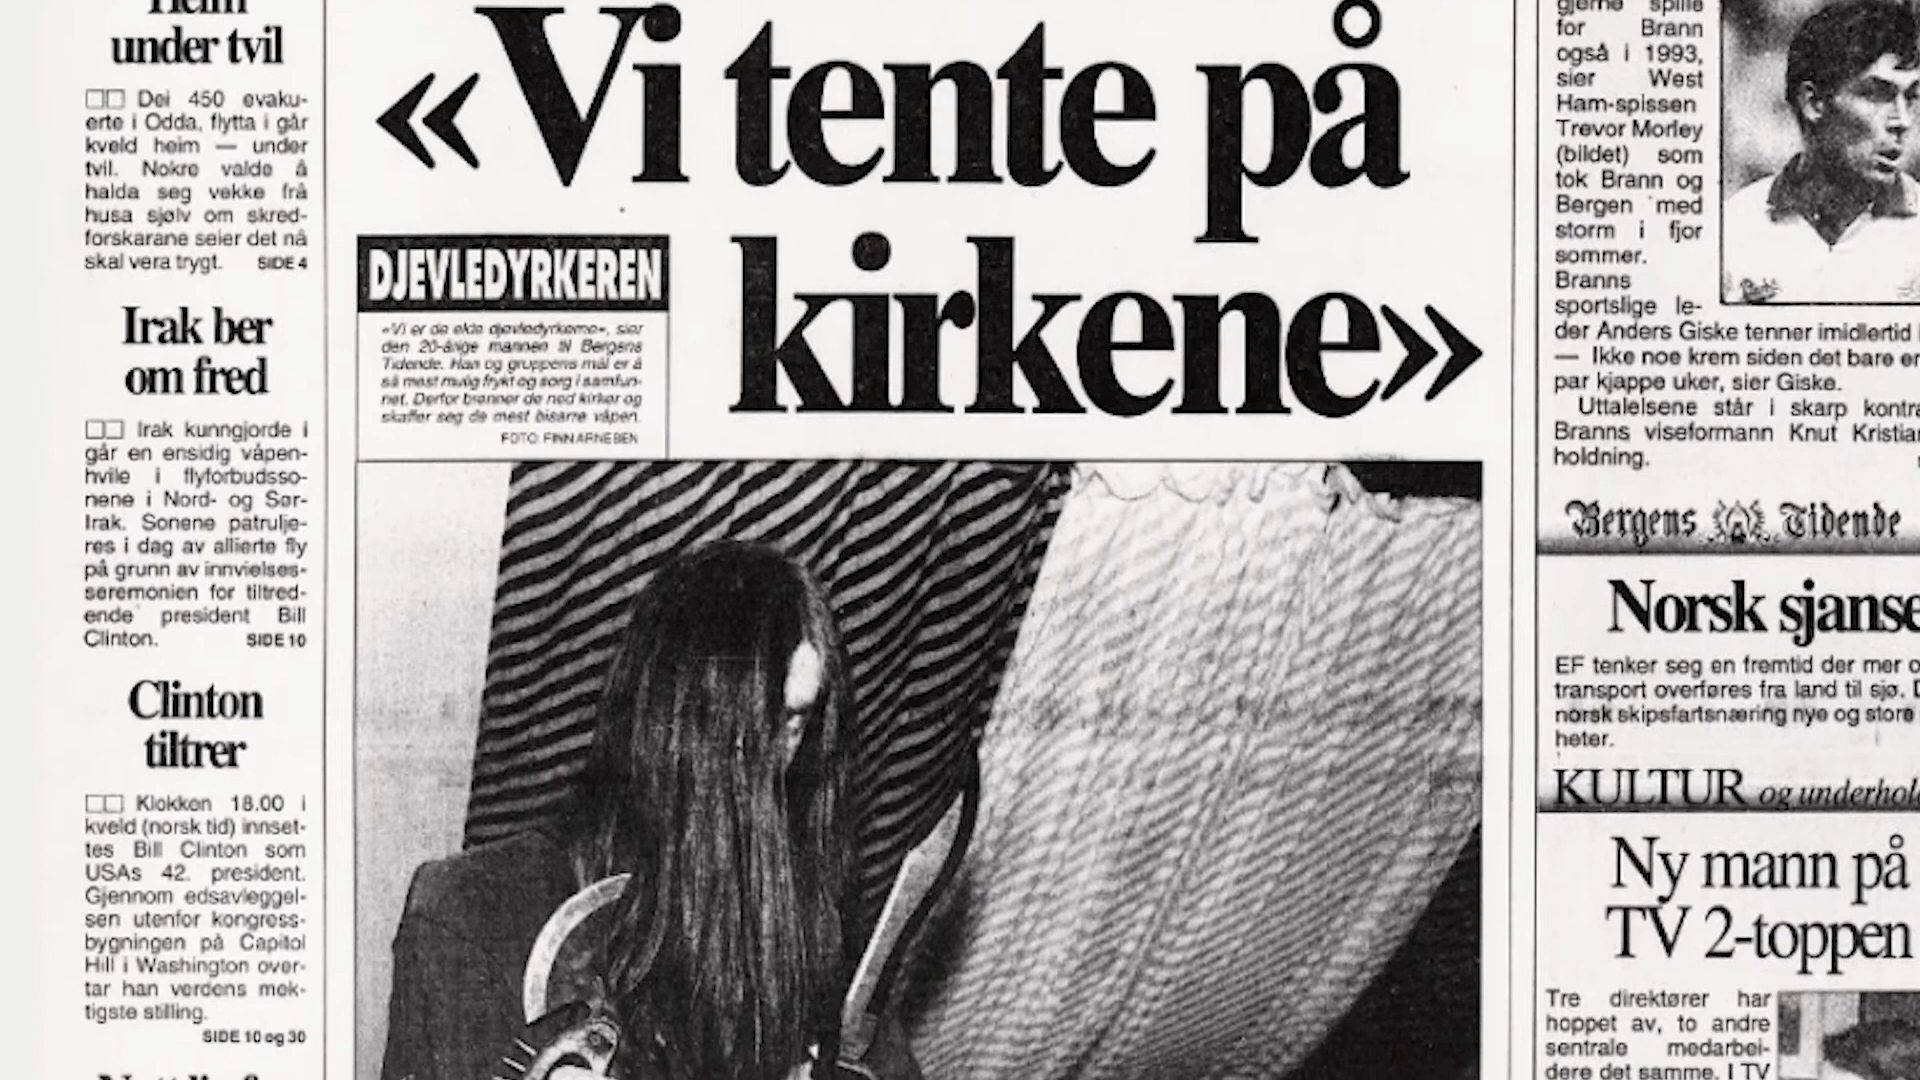 under tvil
Dei 450 evaku-
erte i Odda, flytta i går
kveld heim — under
tvil. Nokre valde å
halda seg vekke frå
husa sjølv om skred-
forskarane seier det nå
skal vera trygt. SIDE 4
Irak ber
om fred
Irak kunngjorde i
går en ensidig våpen-
hvile i flyforbudsso-
nene i Nord- og Sør-
Irak. Sonene patrulje-
res i dag av allierte fly
på grunn av innvielses-
seremonien for tiltred-
ende president Bill
Clinton. SIDE 10
Clinton
tiltrer
Klokken 18.00 i
kveld (norsk tid) innset-
tes Bill Clinton som
USAs 42. president.
Gjennom edsavleggel-
sen utenfor kongress-
bygningen på Capitol
Hill i Washington over-
tar han verdens mek-
tigste stilling.
SIDE 10 og 30
«Vi tente på
kirkene»
DJEVLEDYRKEREN
«Vi er de ekte djevledyrkerne», sier
den 20-årige mannen til Bergens
Tidende. Han og gruppens mål er å
så mest mulig frykt og sorg i samfun-
net. Derfor brenner de ned kirker og
skaffer seg de mest bisarre våpen.
FOTO: FINN ARNE BEN
gjerne spille
for Brann
også i 1993,
sier West
Ham-spissen
Trevor Morley
(bildet) som
tok Brann og
Bergen med
storm i fjor
sommer.
Branns
sportslige le-
der Anders Giske tenner imidlertid
— Ikke noe krem siden det bare er
par kjappe uker, sier Giske.
Uttalelsene står i skarp kontra
Branns viseformann Knut Kristian
holdning.
Bergens Tidende
Norsk sjanse
EF tenker seg en fremtid der mer o
transport overføres fra land til sjø. D
norsk skipsfartsnæring nye og store
heter.
KULTUR og underhold
Ny mann på
TV 2-toppen
Tre direktører har
hoppet av, to andre
sentrale medarbei-
dere det samme. I TV